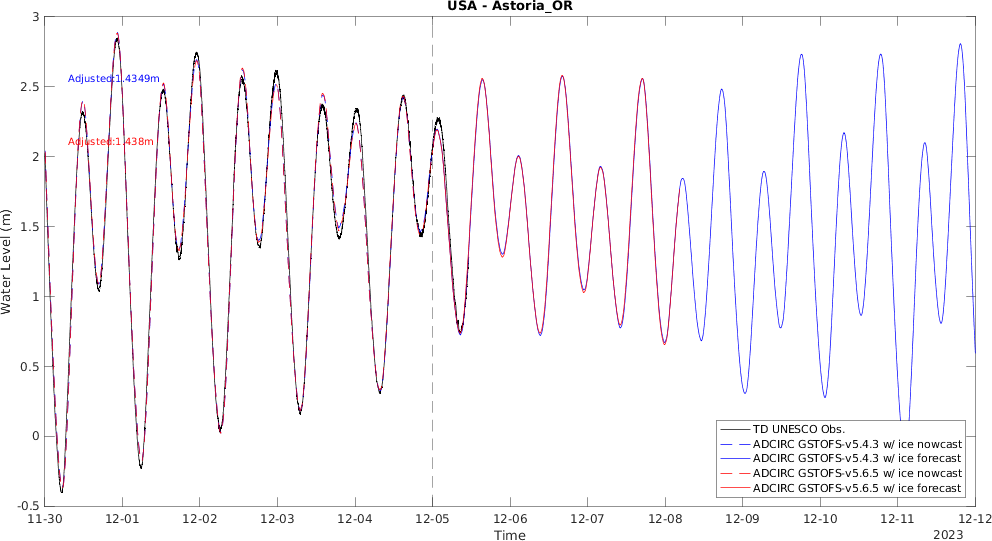 USA - Astoria_OR
3
2.5
2
1.5
1
0.5
0
-0.5
Water Level (m)
Adjusted:1.4349m
Adjusted:1.438m
TD UNESCO Obs.
ADCIRC GSTOFS-v5.4.3 w/ ice nowcast
ADCIRC GSTOFS-v5.4.3 w/ ice forecast
ADCIRC GSTOFS-v5.6.5 w/ ice nowcast
ADCIRC GSTOFS-v5.6.5 w/ ice forecast
11-30 12-01 12-02 12-03 12-04 12-05 12-06 12-07 12-08 12-09 12-10 12-11 12-12
Time
2023